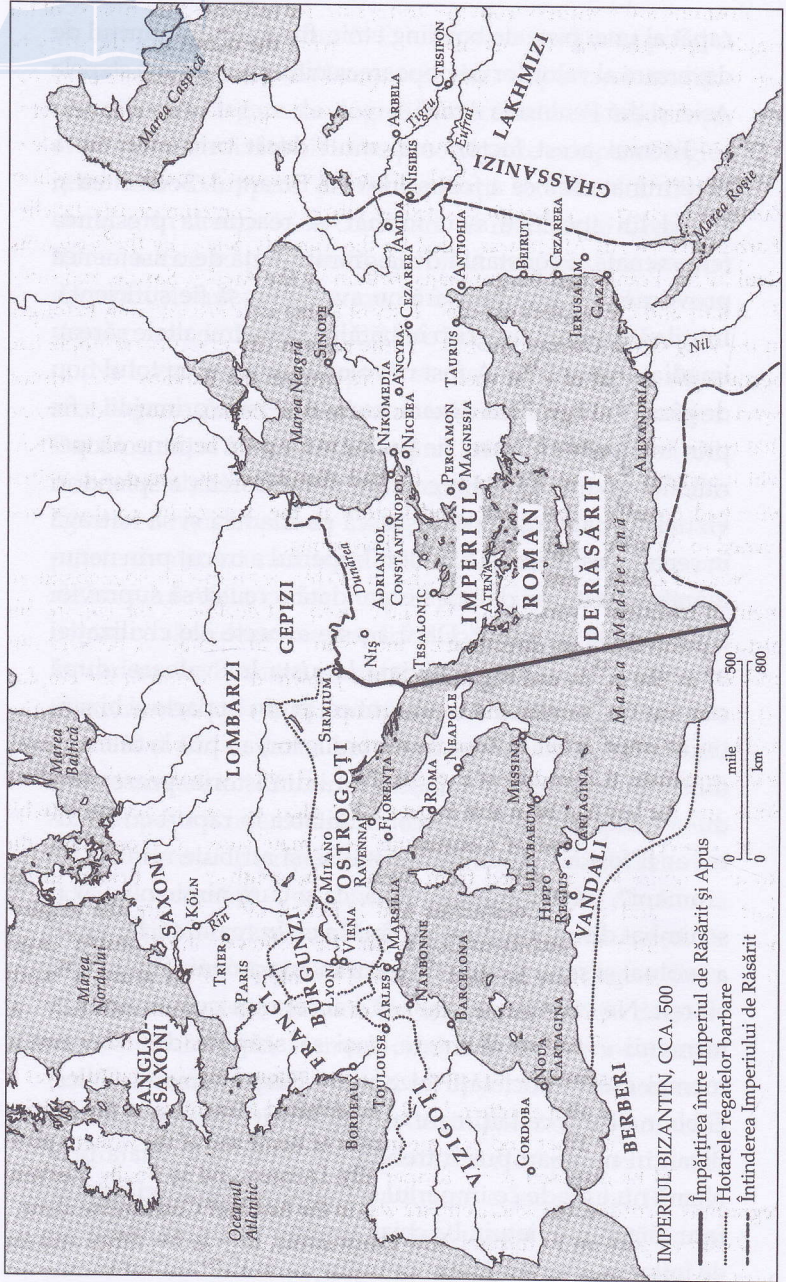 Oceanul
Atlantic
Marea
Nordului
Marea
Baltică
Marea Neagră
Marea Caspică
ANGLO-
SAXONI
SAXONI
KÖLN
Rin
TRIER
PARIS
FRANCI
BURGUNZI
LYON
VIENA
BORDEAUX
TOULOUSE
ARLES
MARSILIA
NARBONNE
BARCELONA
VIZIGOȚI
CORDOBA
NOUA
CARTAGINA
BERBERI
VANDALI
HIPPO
REGIUS
CARTAGINA
LILLYBAEUM
MESSINA
NEAPOLE
ROMA
FLORENȚA
RAVENNA
MILANO
OSTROGOȚI
LOMBARZI
GEPIZI
SIRMIUM
NIȘ
Dunărea
ADRIANOPOL
CONSTANTINOPOL
TESALONIC
ATENA
IMPERIUL
ROMAN
DE RĂSĂRIT
Marea Mediterană
NIKOMEDIA
NICEEA
ANCYRA
SINOPE
PERGAMON
MAGNESIA
TAURUS
CEZAREEA
ANTIOHIA
AMIDA
NISIBIS
ARBELA
Tigru
CTESIFON
Eufrat
LAKHMIZI
GHASSANIZI
BEIRUT
CEZAREEA
IERUSALIM
GAZA
ALEXANDRIA
Nil
Marea Roșie
IMPERIUL BIZANTIN, CCA. 500
Împărțirea între Imperiul de Răsărit și Apus
Hotarele regatelor barbare
Întinderea Imperiului de Răsărit
0 mile 500
0 km 800